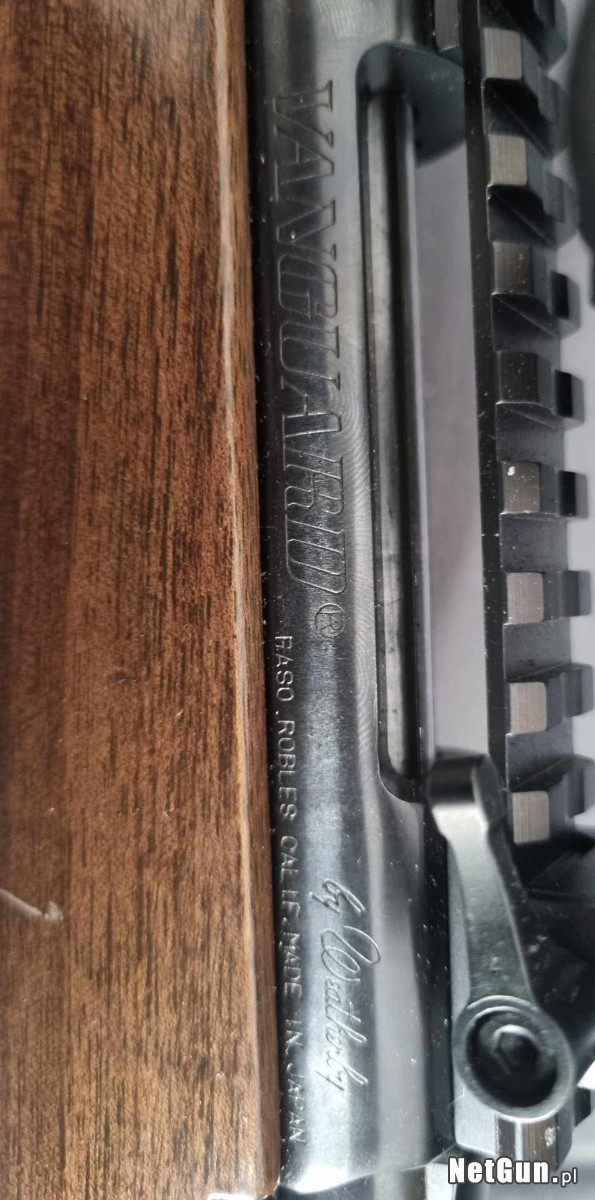 VANGUARD®
by Weatherby
PASO ROBLES CALIF. MADE IN JAPAN
NetGun.pl